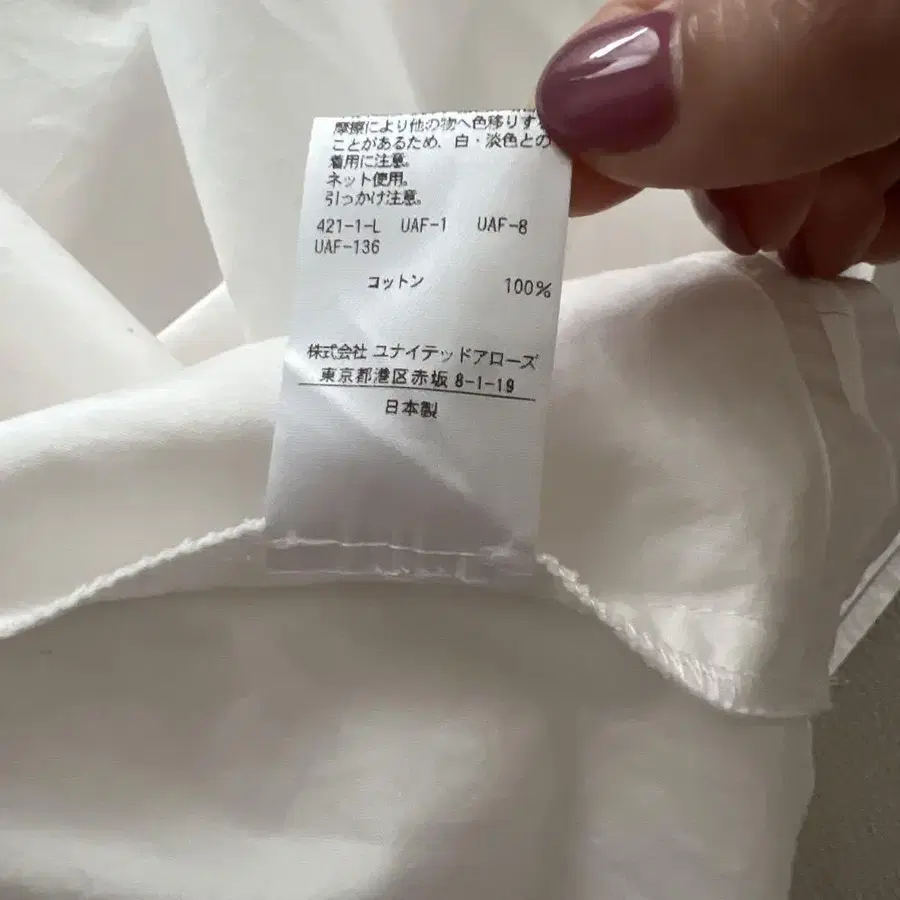 摩擦により他の物へ色移りする
ことがあるため、白・淡色との
着用に注意。
ネット使用。
引っかけ注意。
421-1-L UAF-1 UAF-8
UAF-136
コットン 100%
株式会社 ユナイテッドアローズ
東京都港区赤坂 8-1-19
日本製